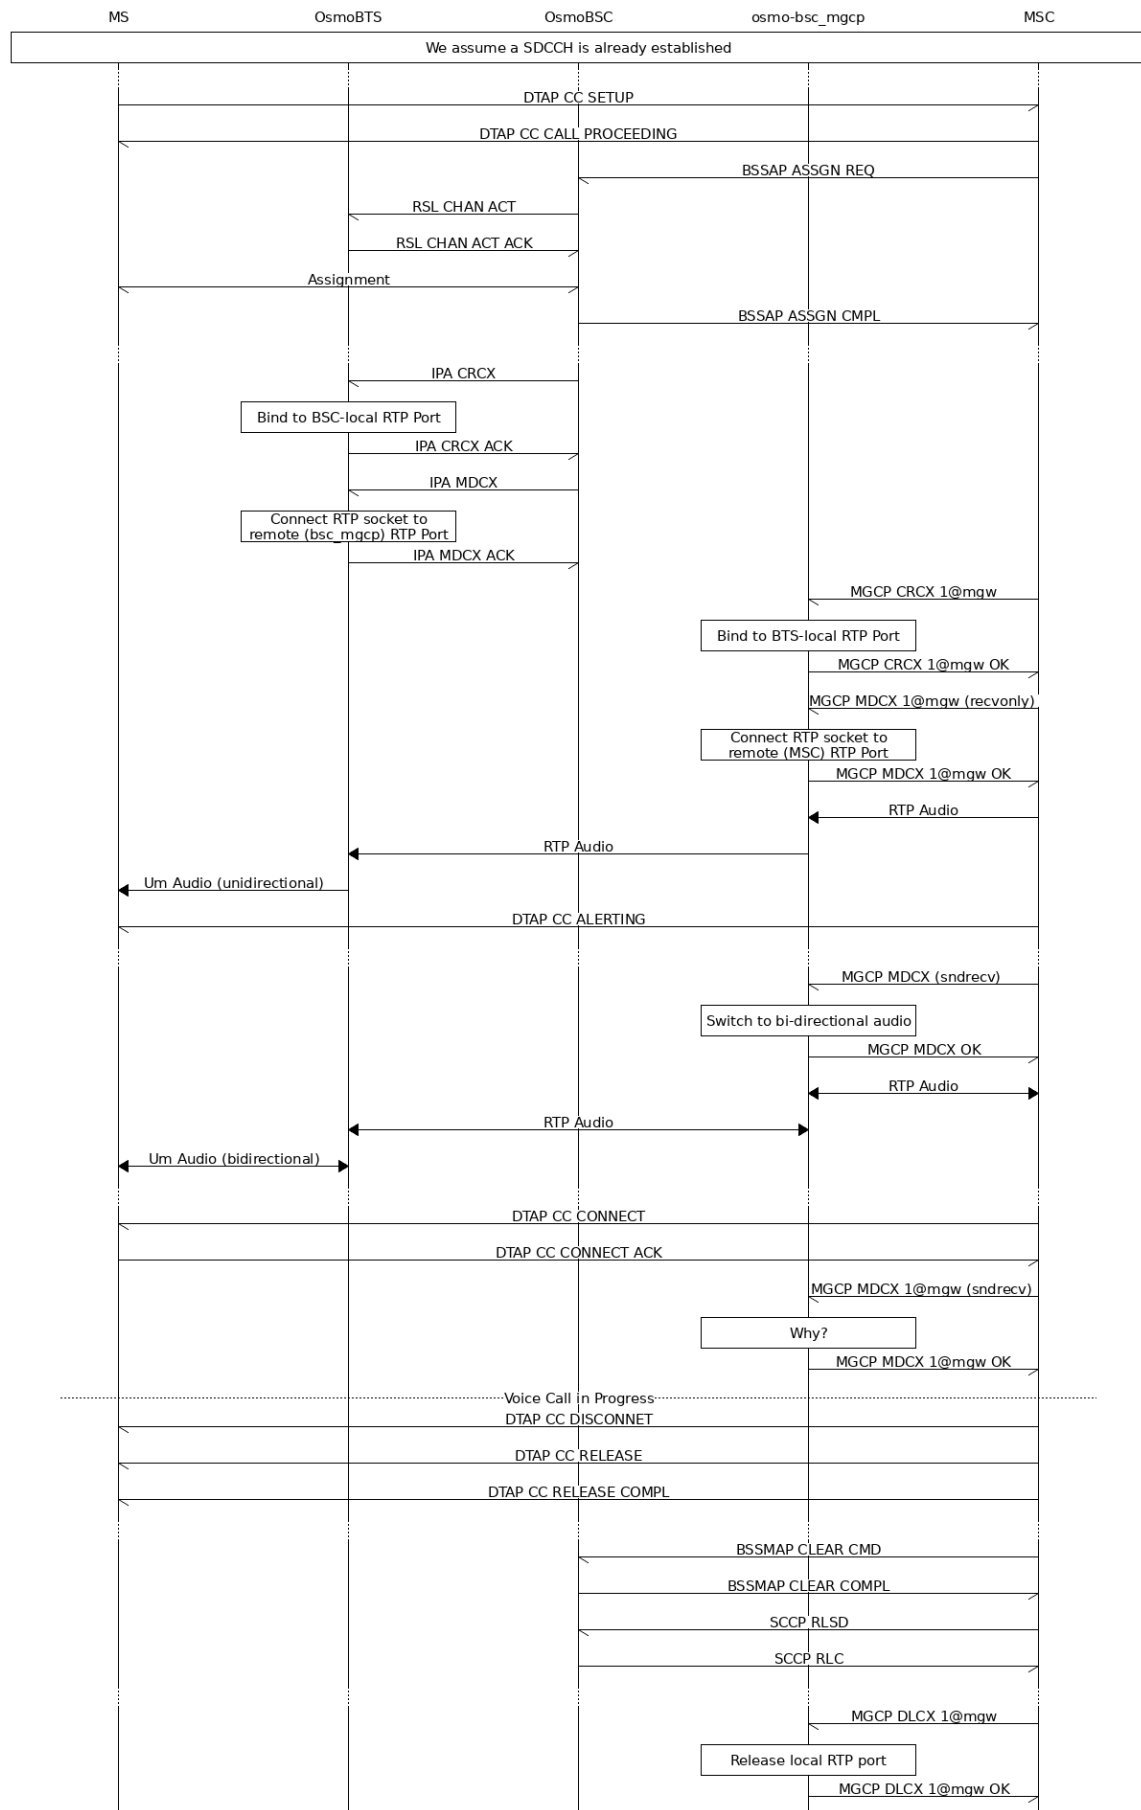 MS OsmoBTS OsmoBSC osmo-bsc_mgcp MSC
We assume a SDCCH is already established
DTAP CC SETUP
DTAP CC CALL PROCEEDING
BSSAP ASSGN REQ
RSL CHAN ACT
RSL CHAN ACT ACK
Assignment
BSSAP ASSGN CMPL
IPA CRCX
Bind to BSC-local RTP Port
IPA CRCX ACK
IPA MDCX
Connect RTP socket to
remote (bsc_mgcp) RTP Port
IPA MDCX ACK
MGCP CRCX 1@mgw
Bind to BTS-local RTP Port
MGCP CRCX 1@mgw OK
MGCP MDCX 1@mgw (recvonly)
Connect RTP socket to
remote (MSC) RTP Port
MGCP MDCX 1@mgw OK
RTP Audio
RTP Audio
Um Audio (unidirectional)
DTAP CC ALERTING
MGCP MDCX (sndrecv)
Switch to bi-directional audio
MGCP MDCX OK
RTP Audio
RTP Audio
Um Audio (bidirectional)
DTAP CC CONNECT
DTAP CC CONNECT ACK
MGCP MDCX 1@mgw (sndrecv)
Why?
MGCP MDCX 1@mgw OK
Voice Call in Progress
DTAP CC DISCONNET
DTAP CC RELEASE
DTAP CC RELEASE COMPL
BSSMAP CLEAR CMD
BSSMAP CLEAR COMPL
SCCP RLSD
SCCP RLC
MGCP DLCX 1@mgw
Release local RTP port
MGCP DLCX 1@mgw OK